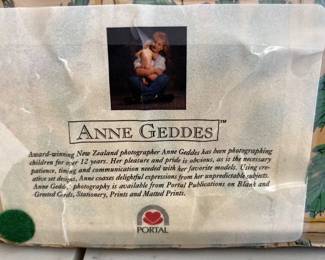 ANNE GEDDES™
Award-winning New Zealand photographer Anne Geddes has been photographing
children for over 12 years. Her pleasure and pride is obvious, as is the necessary
patience, timing and communication needed with her favorite models. Using cre-
ative set designs, Anne coaxes delightful expressions from her unpredictable subjects.
Anne Geddes' photography is available from Portal Publications on Blank and
Greeted Cards, Stationery, Prints and Matted Prints.
PORTAL